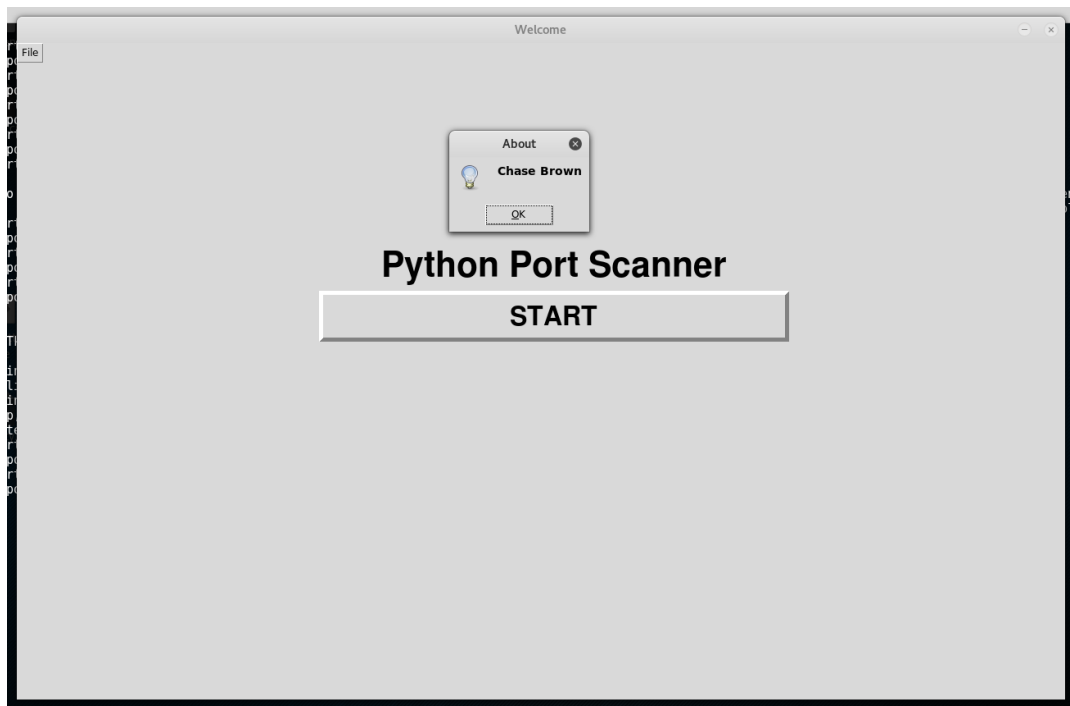 Welcome
File
About
Chase Brown
OK
Python Port Scanner
START